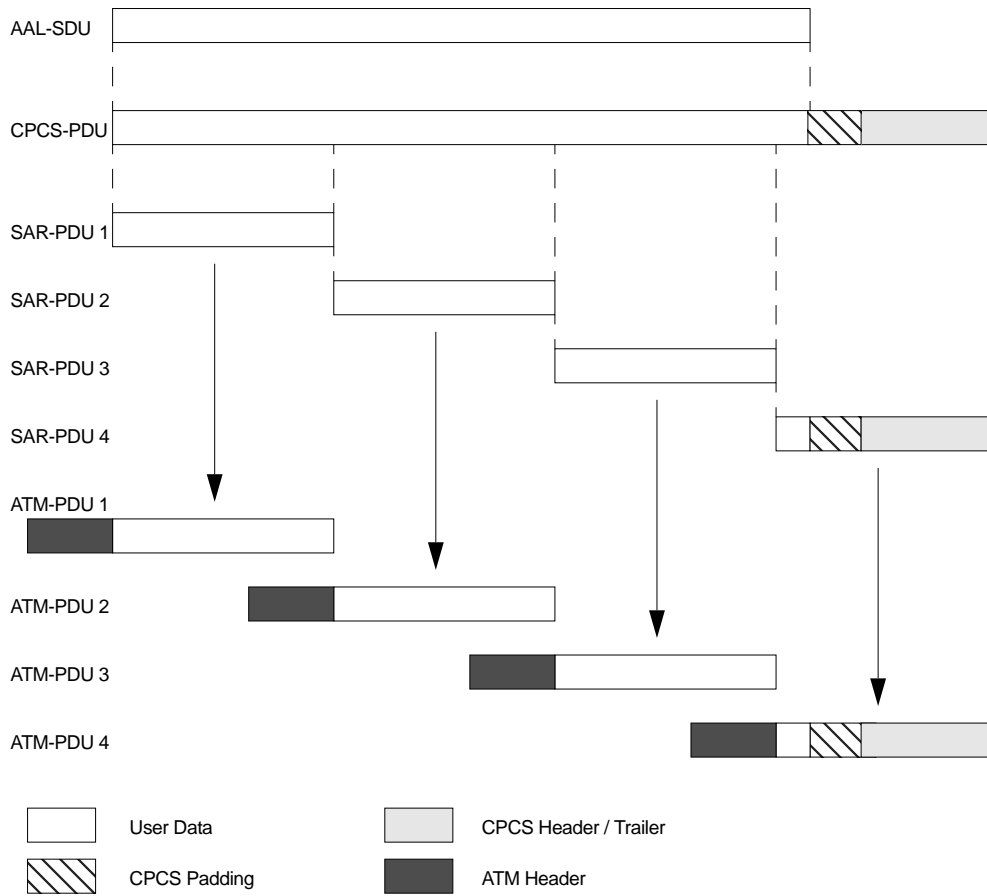 AAL-SDU
CPCS-PDU
SAR-PDU 1
SAR-PDU 2
SAR-PDU 3
SAR-PDU 4
ATM-PDU 1
ATM-PDU 2
ATM-PDU 3
ATM-PDU 4
User Data
CPCS Header / Trailer
CPCS Padding
ATM Header